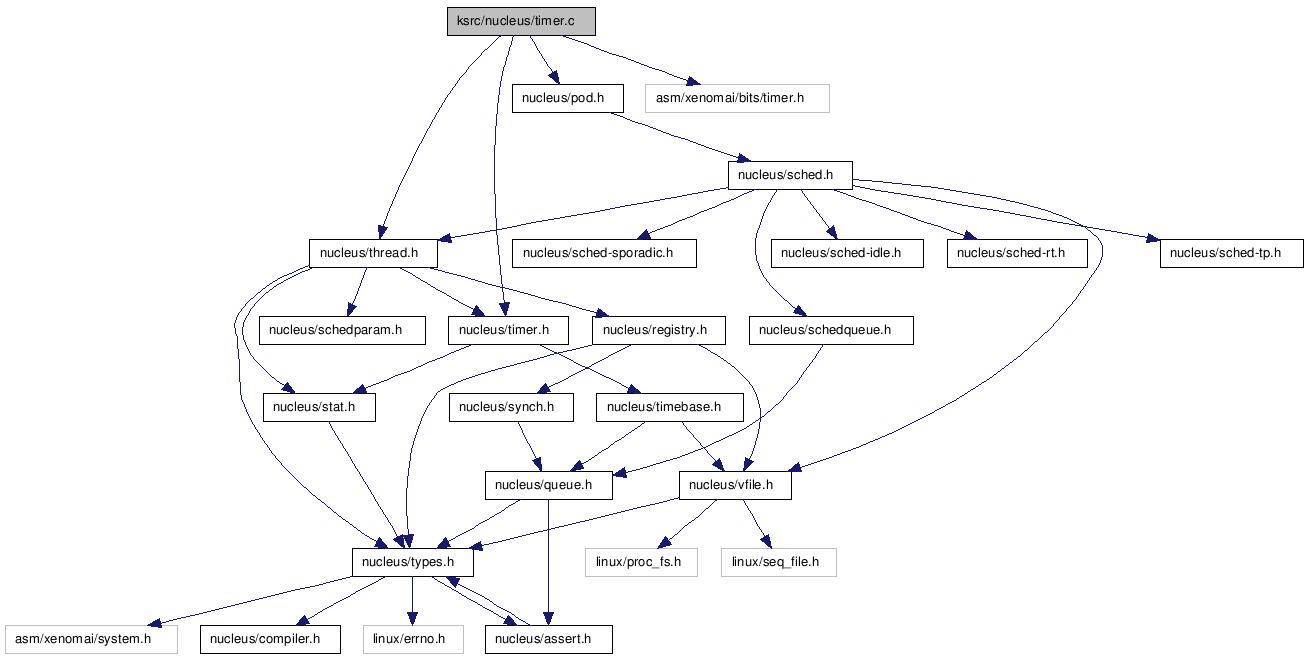 ksrc/nucleus/timer.c
nucleus/pod.h
asm/xenomai/bits/timer.h
nucleus/sched.h
nucleus/thread.h
nucleus/sched-sporadic.h
nucleus/sched-idle.h
nucleus/sched-rt.h
nucleus/sched-tp.h
nucleus/schedparam.h
nucleus/timer.h
nucleus/registry.h
nucleus/schedqueue.h
nucleus/stat.h
nucleus/synch.h
nucleus/timebase.h
nucleus/queue.h
nucleus/vfile.h
nucleus/types.h
linux/proc_fs.h
linux/seq_file.h
asm/xenomai/system.h
nucleus/compiler.h
linux/errno.h
nucleus/assert.h